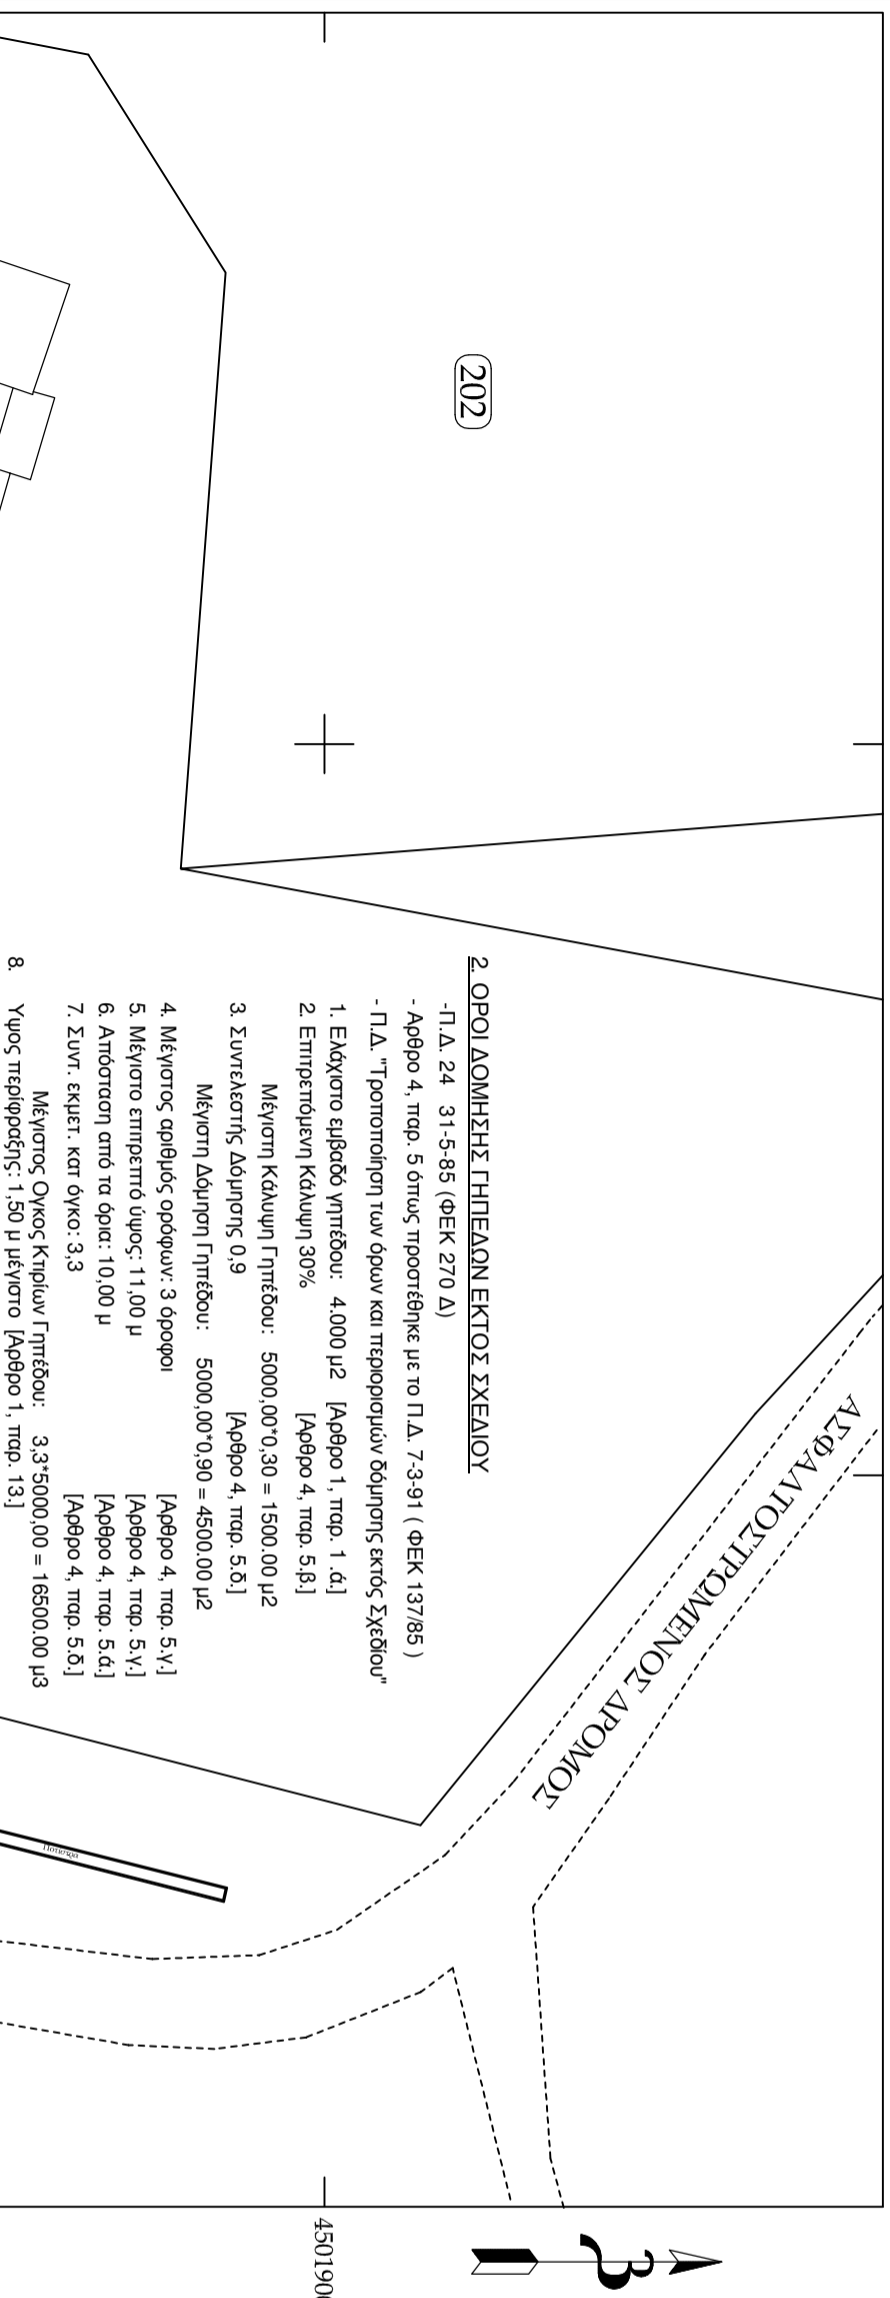 202
ΑΣΦΑΛΤΟΣΤΡΩΜΕΝΟΣ ΔΡΟΜΟΣ
2. ΟΡΟΙ ΔΟΜΗΣΗΣ ΓΗΠΕΔΩΝ ΕΚΤΟΣ ΣΧΕΔΙΟΥ
-Π.Δ. 24 31-5-85 (ΦΕΚ 270 Δ)
- Αρθρο 4, παρ. 5 όπως προστέθηκε με το Π.Δ. 7-3-91 ( ΦΕΚ 137/85 )
- Π.Δ. "Τροποποίηση των όρων και περιορισμών δόμησης εκτός Σχεδίου"
1. Ελάχιστο εμβαδό γηπέδου: 4.000 μ2 [Αρθρο 1, παρ. 1 .ά.]
2. Επιτρεπόμενη Κάλυψη 30% [Αρθρο 4, παρ. 5,β.]
Μέγιστη Κάλυψη Γηπέδου: 5000,00*0,30 = 1500.00 μ2
3. Συντελεστής Δόμησης 0,9 [Αρθρο 4, παρ. 5.δ.]
Μέγιστη Δόμηση Γηπέδου: 5000,00*0,90 = 4500.00 μ2
4. Μέγιστος αριθμός ορόφων: 3 όροφοι [Αρθρο 4, παρ. 5.γ.]
5. Μέγιστο επιτρεπτό ύψος: 11,00 μ [Αρθρο 4, παρ. 5.γ.]
6. Απόσταση από τα όρια: 10,00 μ [Αρθρο 4, παρ. 5.ά.]
7. Συντ. εκμετ. κατ όγκο: 3,3 [Αρθρο 4, παρ. 5.δ.]
Μέγιστος Ογκος Κτιρίων Γηπέδου: 3,3*5000,00 = 16500.00 μ3
8. Υψος περίφραξης: 1,50 μ μέγιστο [Αρθρο 1, παρ. 13.]
Ποτίστρα
450190